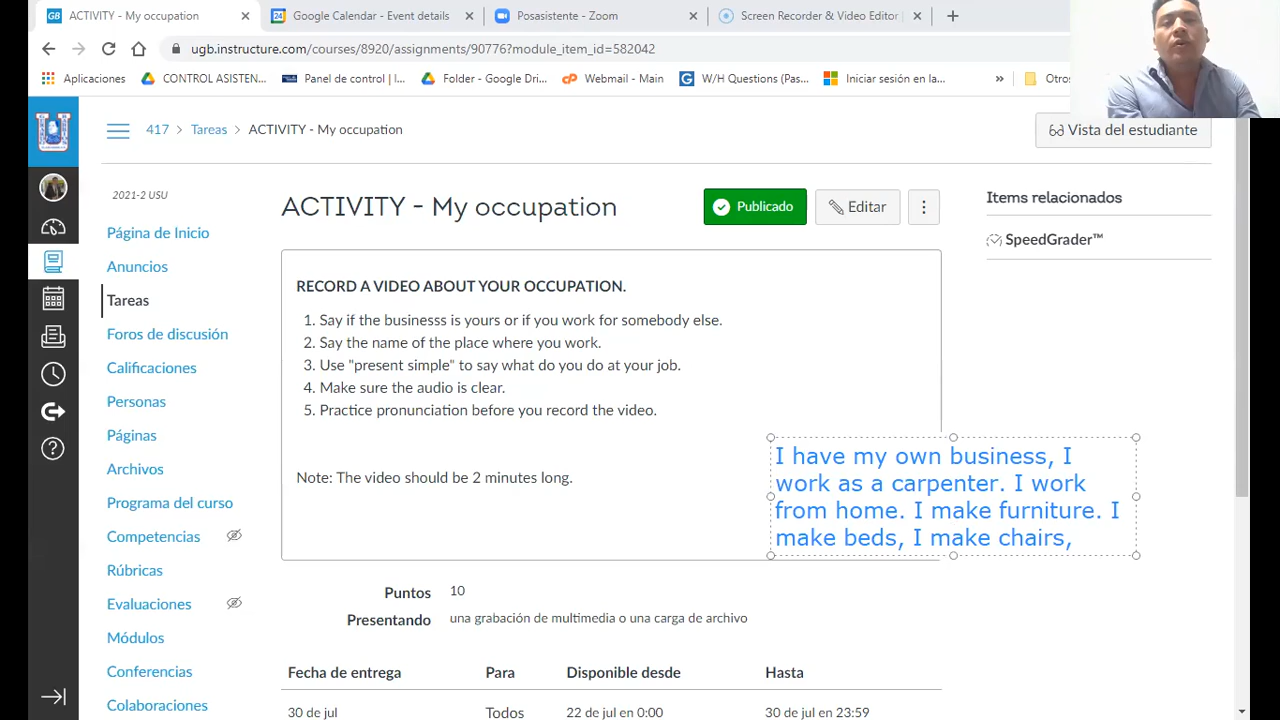 ACTIVITY - My occupation
Google Calendar - Event details
Posasistente - Zoom
Screen Recorder & Video Editor |
ugb.instructure.com/courses/8920/assignments/90776?module_item_id=582042
Aplicaciones
CONTROL ASISTEN...
Panel de control | I...
Folder - Google Dri...
Webmail - Main
W/H Questions (Pas...
Iniciar sesión en la...
»
Otros
417 > Tareas > ACTIVITY - My occupation
Vista del estudiante
2021-2 USU
Página de Inicio
Anuncios
Tareas
Foros de discusión
Calificaciones
Personas
Páginas
Archivos
Programa del curso
Competencias
Rúbricas
Evaluaciones
Módulos
Conferencias
Colaboraciones
ACTIVITY - My occupation
Publicado
Editar
RECORD A VIDEO ABOUT YOUR OCCUPATION.
1. Say if the businesss is yours or if you work for somebody else.
2. Say the name of the place where you work.
3. Use "present simple" to say what do you do at your job.
4. Make sure the audio is clear.
5. Practice pronunciation before you record the video.
Note: The video should be 2 minutes long.
I have my own business, I
work as a carpenter. I work
from home. I make furniture. I
make beds, I make chairs,
Puntos 10
Presentando una grabación de multimedia o una carga de archivo
Fecha de entrega Para Disponible desde Hasta
30 de jul Todos 22 de jul en 0:00 30 de jul en 23:59
Items relacionados
SpeedGrader™